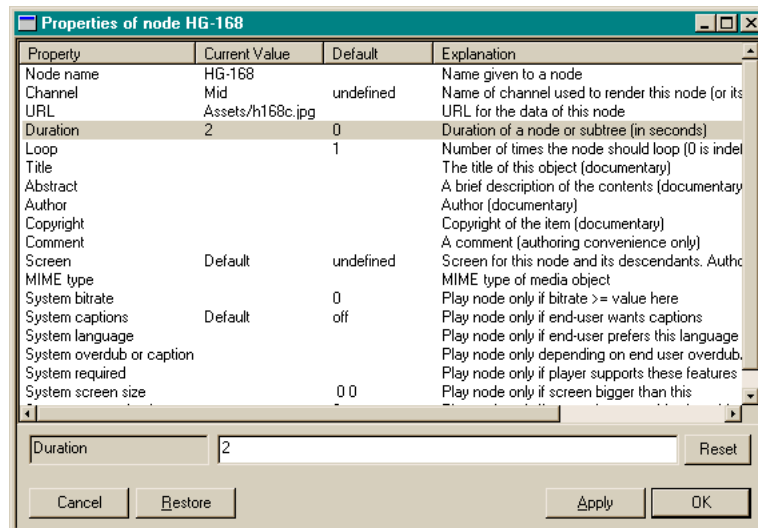 Properties of node HG-168
Property Current Value Default Explanation
Node name HG-168 Name given to a node
Channel Mid undefined Name of channel used to render this node (or its
URL Assets/h168c.jpg URL for the data of this node
Duration 2 0 Duration of a node or subtree (in seconds)
Loop 1 Number of times the node should loop (0 is indef
Title The title of this object (documentary)
Abstract A brief description of the contents (documentary
Author Author (documentary)
Copyright Copyright of the item (documentary)
Comment A comment (authoring convenience only)
Screen Default undefined Screen for this node and its descendants. Autho
MIME type MIME type of media object
System bitrate 0 Play node only if bitrate >= value here
System captions Default off Play node only if end-user wants captions
System language Play node only if end-user prefers this language
System overdub or caption Play node only depending on end user overdub.
System required Play node only if player supports these features
System screen size 0 0 Play node only if screen bigger than this
Duration 2 Reset
Cancel Restore Apply OK